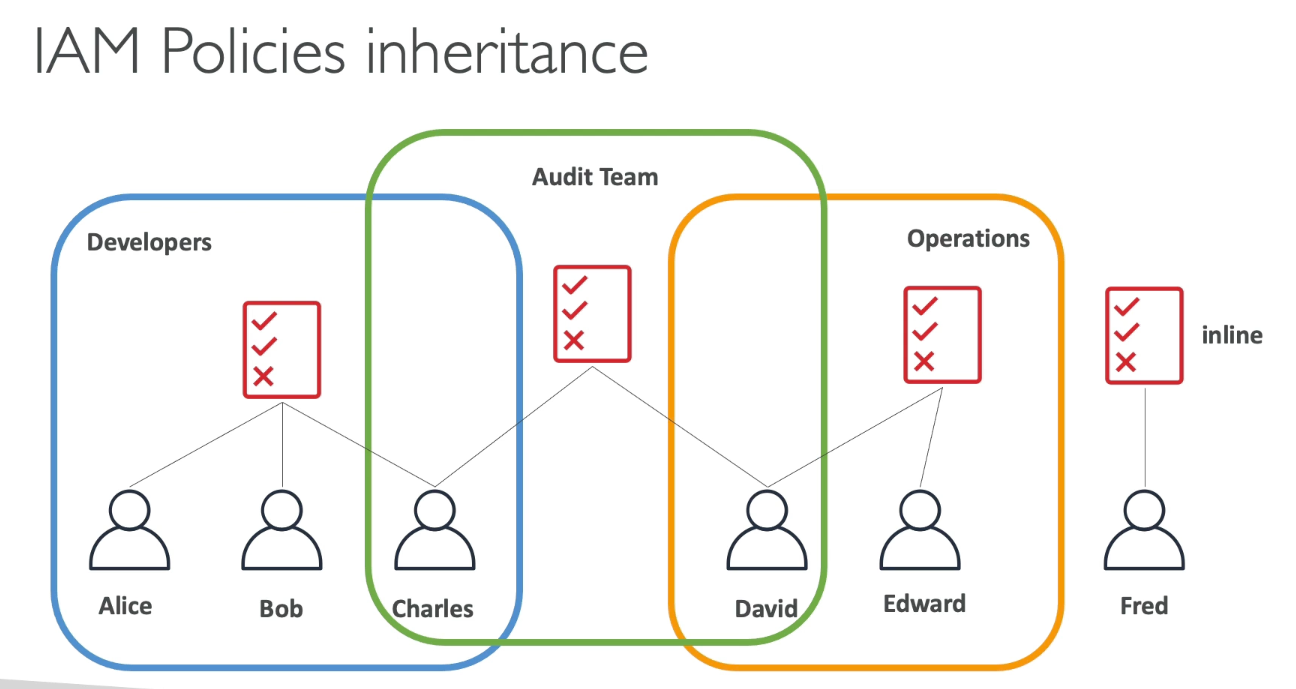 IAM Policies inheritance
Audit Team
Developers
Operations
inline
Alice
Bob
Charles
David
Edward
Fred